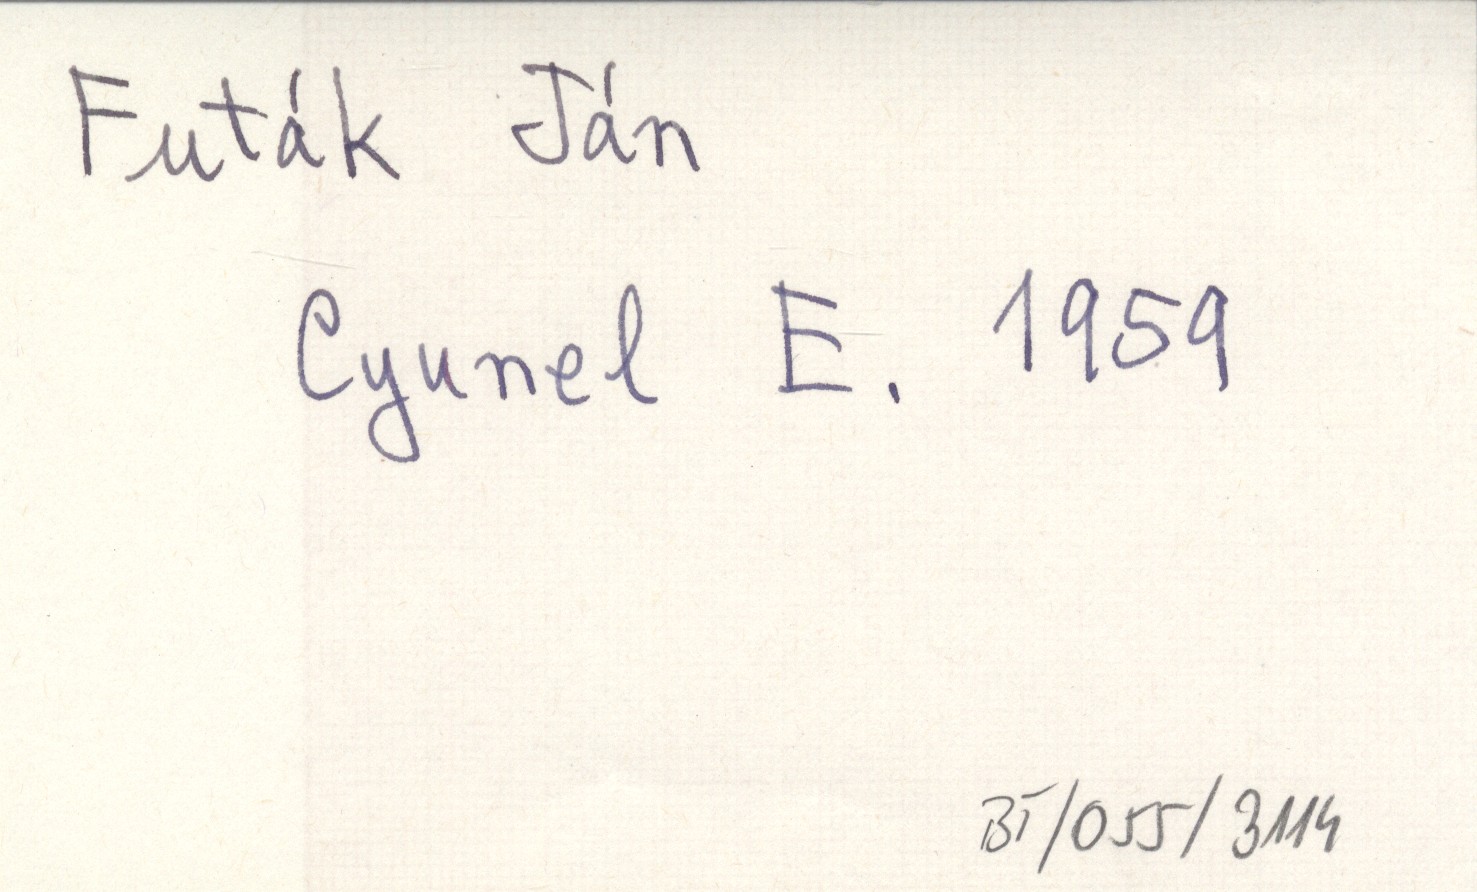 Futák Ján
Cyunel E. 1959
BT/055/3114